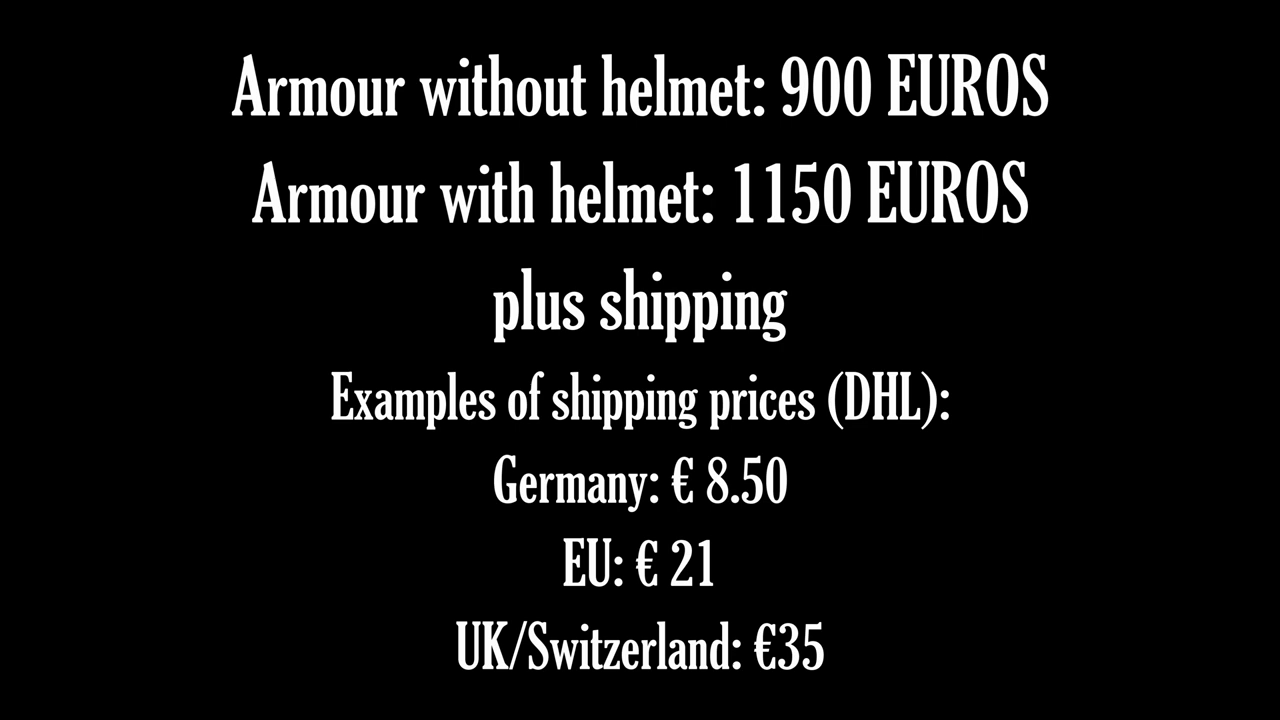 Armour without helmet: 900 EUROS
Armour with helmet: 1150 EUROS
plus shipping
Examples of shipping prices (DHL):
Germany: € 8.50
EU: € 21
UK/Switzerland: €35